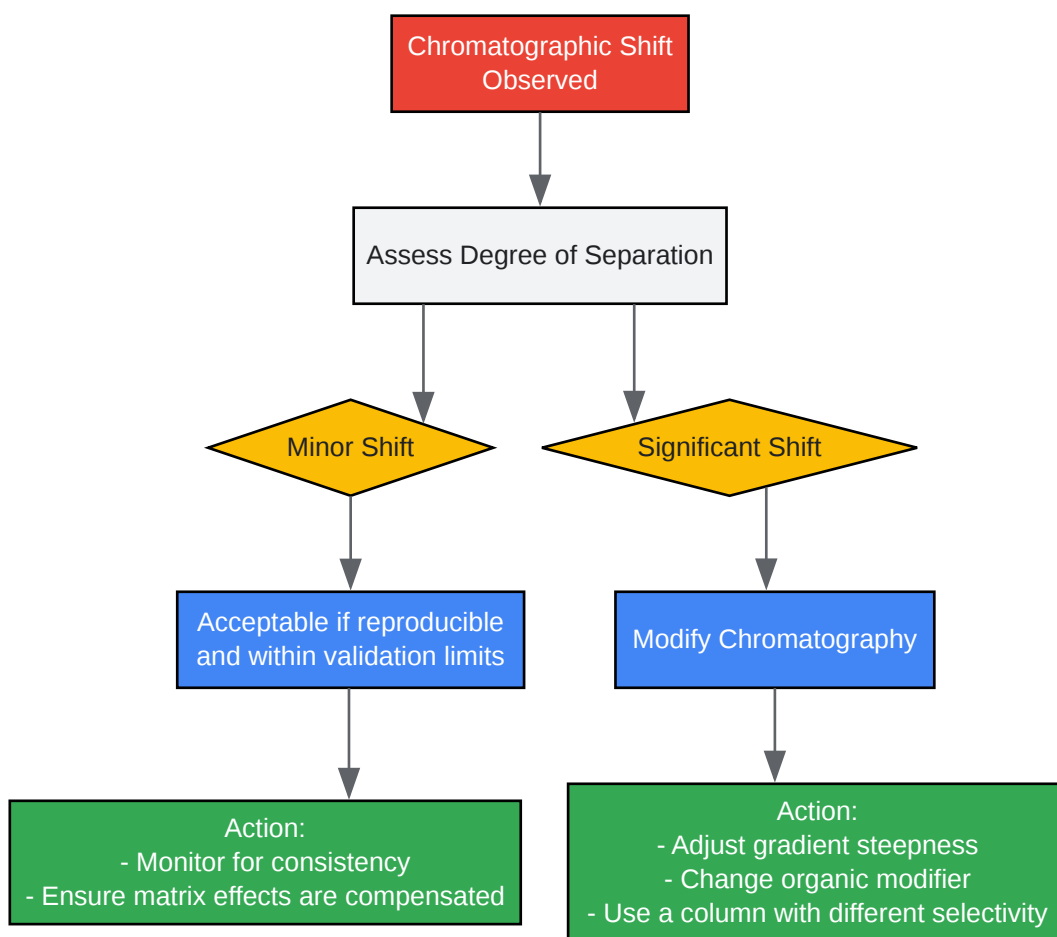 Chromatographic Shift
Observed
Assess Degree of Separation
Minor Shift
Significant Shift
Acceptable if reproducible
and within validation limits
Modify Chromatography
Action:
- Monitor for consistency
- Ensure matrix effects are compensated
Action:
- Adjust gradient steepness
- Change organic modifier
- Use a column with different selectivity